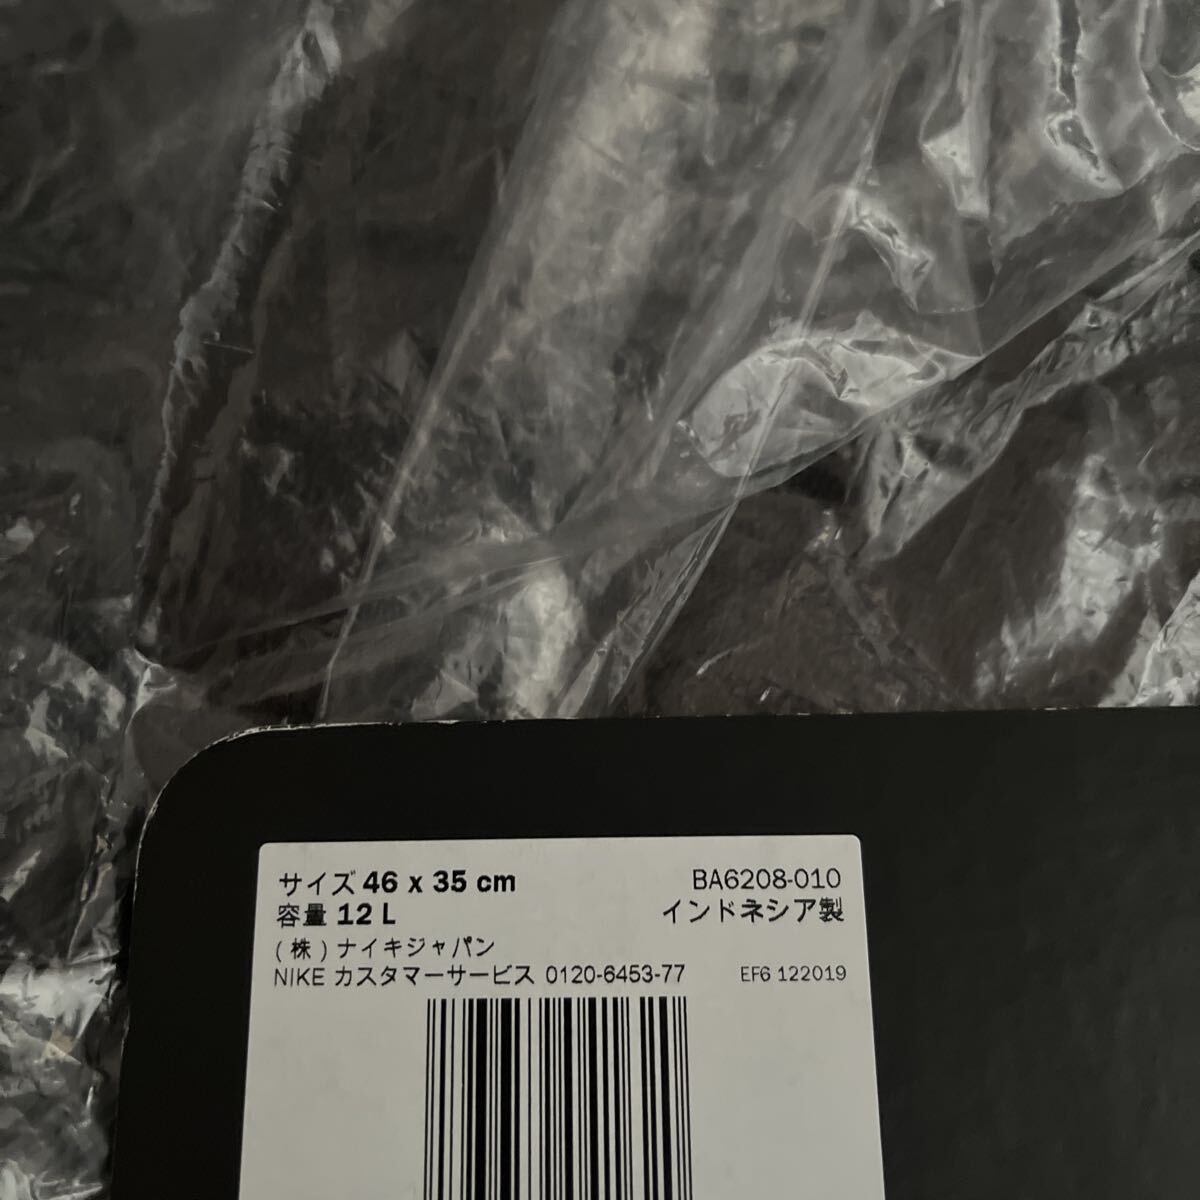 サイズ 46 x 35 cm
BA6208-010
容量 12 L
インドネシア製
(株)ナイキジャパン
NIKE カスタマーサービス 0120-6453-77
EF6 122019